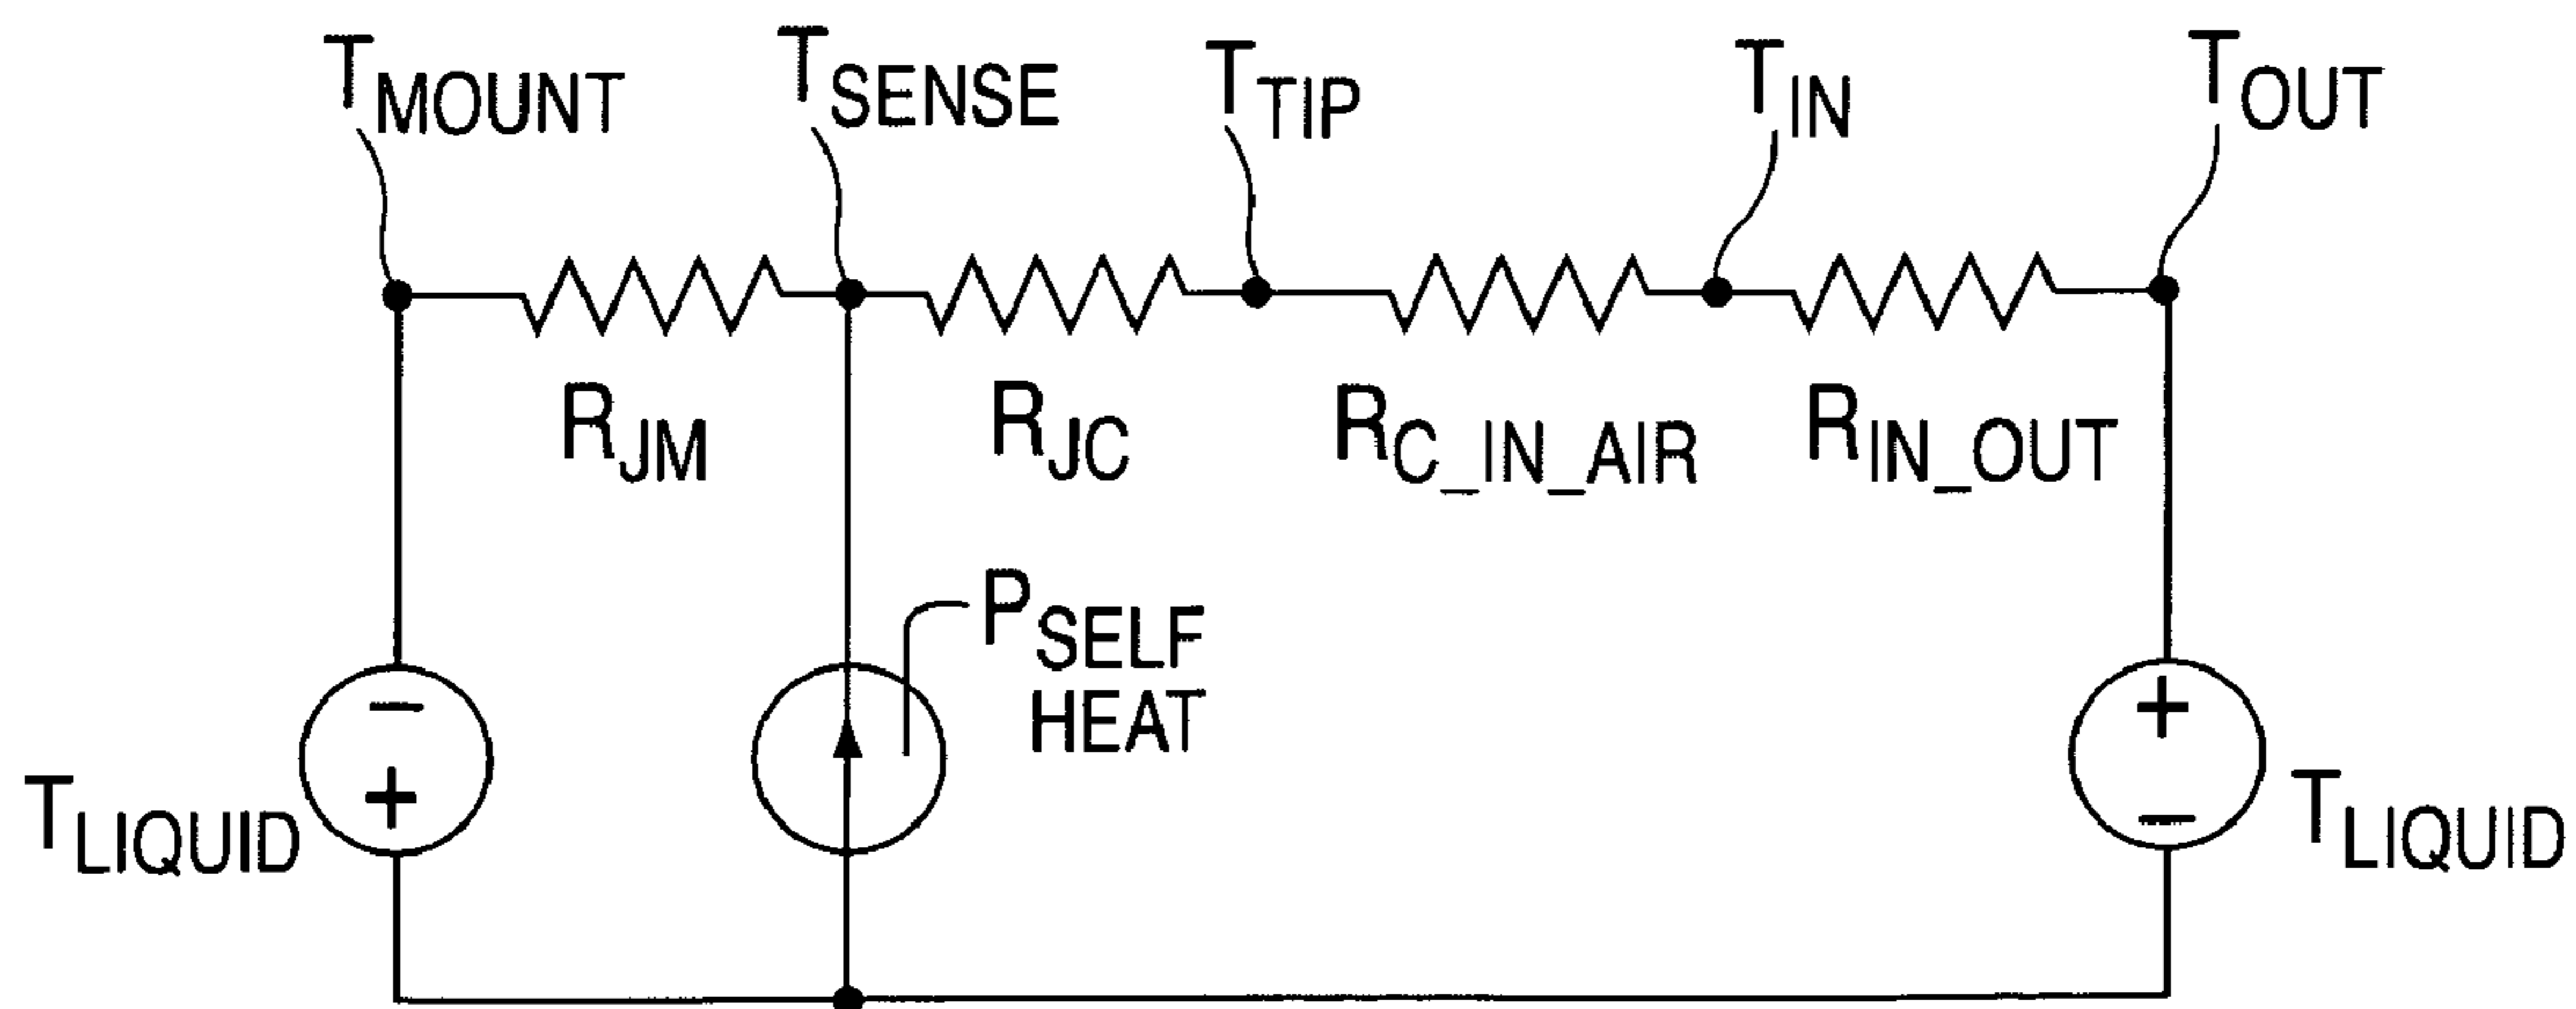 TMOUNT TSENSE TTIP TIN TOUT
RJM RJC RC_IN_AIR RIN_OUT
PSELF HEAT
− + TLIQUID
+ − TLIQUID